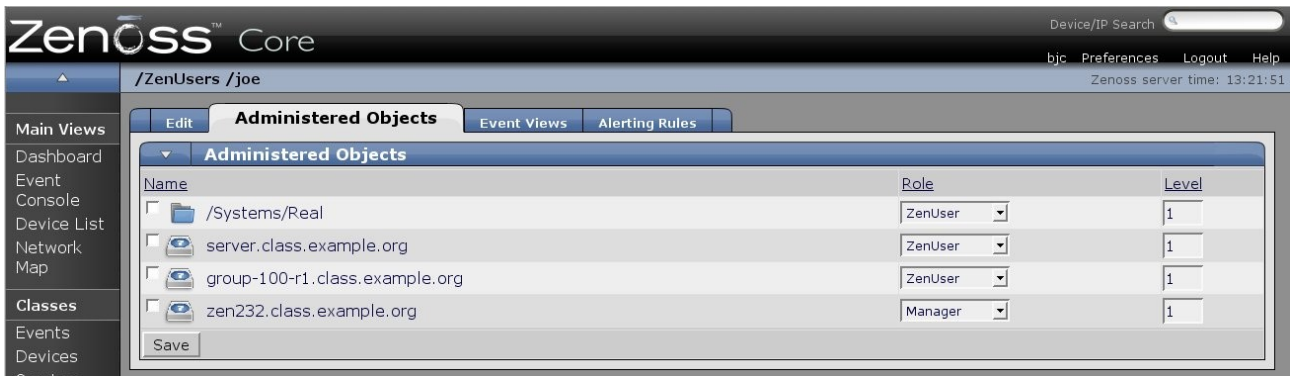 Zenoss™ Core
Device/IP Search
bjc Preferences Logout Help
/ZenUsers /joe
Zenoss server time: 13:21:51
Main Views
Dashboard
Event
Console
Device List
Network
Map
Classes
Events
Devices
Edit Administered Objects Event Views Alerting Rules
Administered Objects
Name Role Level
/Systems/Real ZenUser 1
server.class.example.org ZenUser 1
group-100-r1.class.example.org ZenUser 1
zen232.class.example.org Manager 1
Save